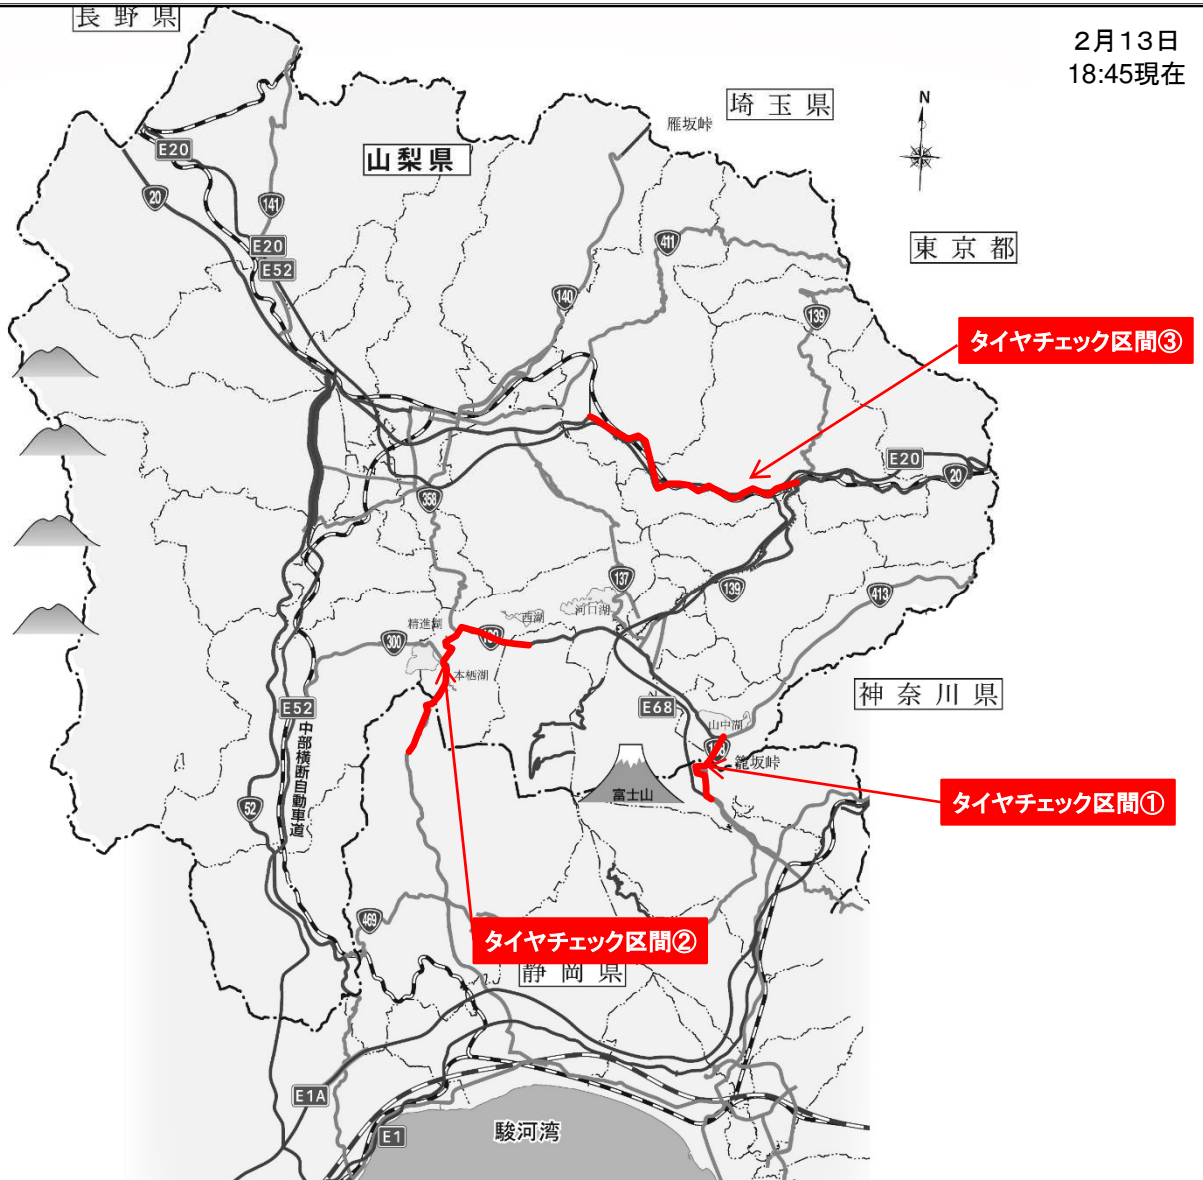 長野県
2月13日
18:45現在
埼玉県
N
雁坂峠
E20
山梨県
20
141
411
東京都
E20
E52
140
139
タイヤチェック区間③
E20
20
358
137
139
413
河口湖
西湖
精進湖
300
本栖湖
神奈川県
E52
E68
山中湖
籠坂峠
中部横断自動車道
富士山
52
タイヤチェック区間①
469
タイヤチェック区間②
静岡県
E1A
E1
駿河湾